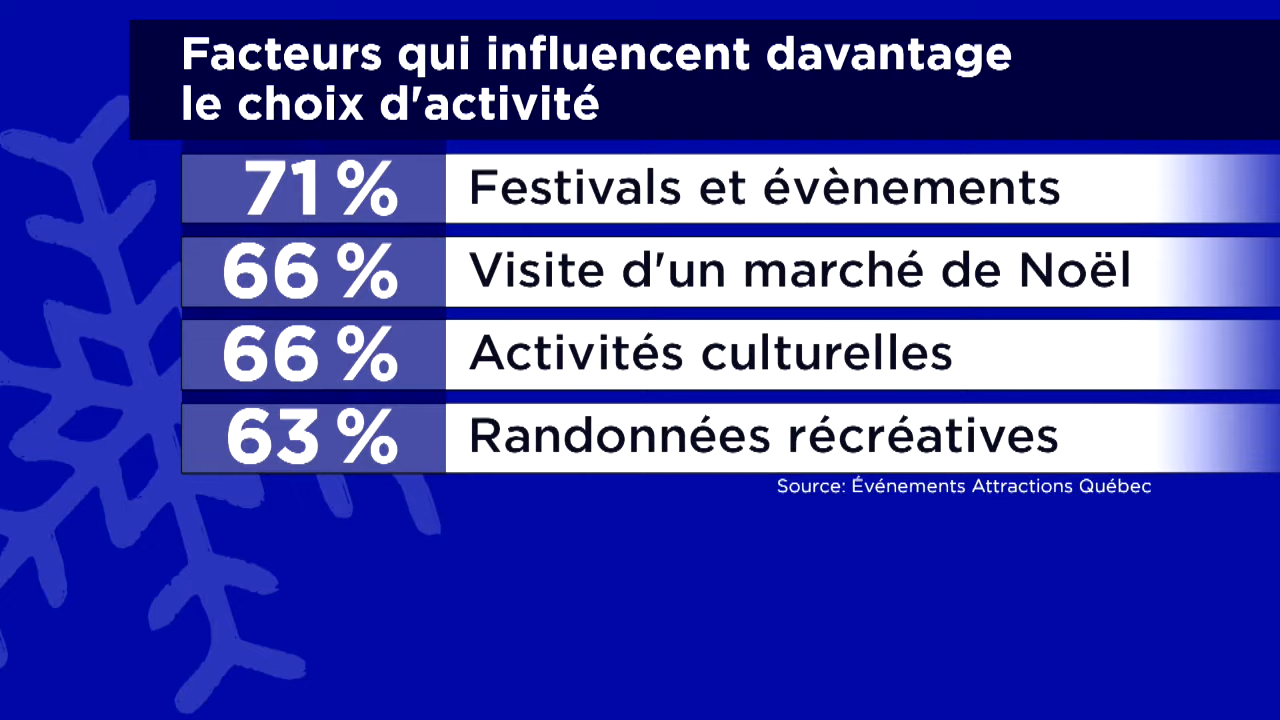 Facteurs qui influencent davantage
le choix d'activité
71 % Festivals et évènements
66 % Visite d'un marché de Noël
66 % Activités culturelles
63 % Randonnées récréatives
Source: Événements Attractions Québec